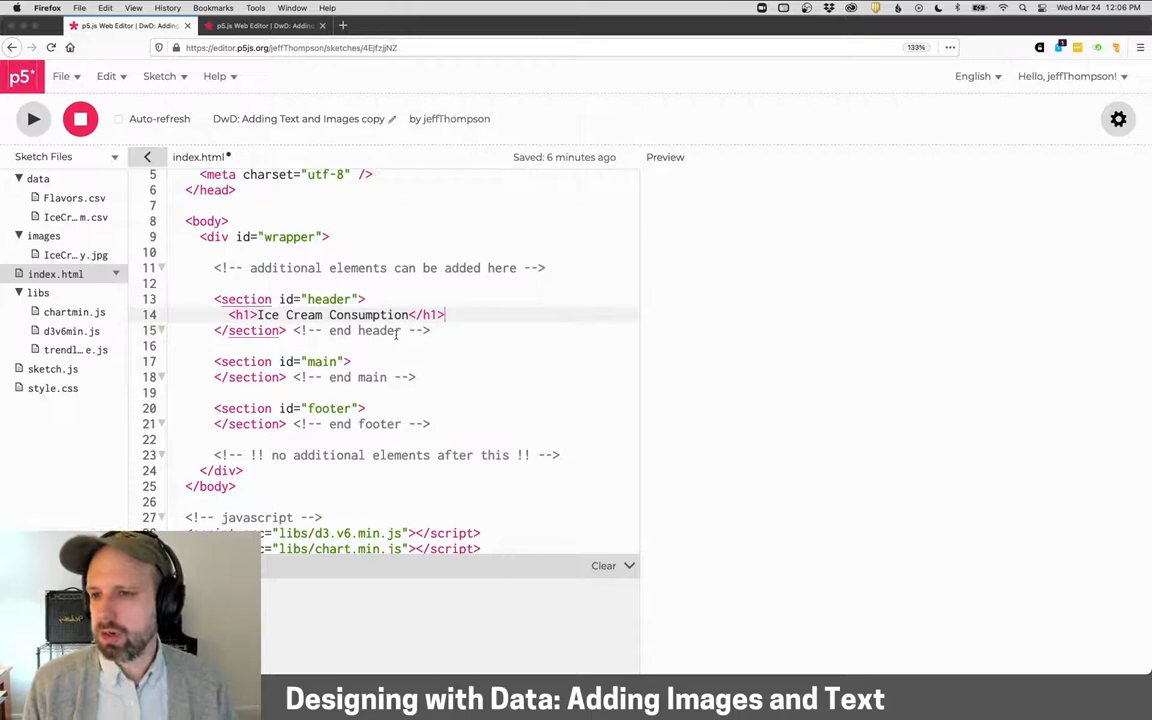 Firefox File Edit View History Bookmarks Tools Window Help Wed Mar 24 12:06 PM
p5.js Web Editor | DwD: Adding × p5.js Web Editor | DwD: Adding ×
https://editor.p5js.org/jeffThompson/sketches/4EjfzjjNZ 133%
p5* File Edit Sketch Help English Hello, jeffThompson!
Auto-refresh DwD: Adding Text and Images copy by jeffThompson
Sketch Files index.html Saved: 6 minutes ago Preview
data
Flavors.csv
IceCr...m.csv
images
IceCr...y.jpg
index.html
libs
chartmin.js
d3v6min.js
trendl...e.js
sketch.js
style.css
5 <meta charset="utf-8" />
6 </head>
7
8 <body>
9 <div id="wrapper">
10
11 <!-- additional elements can be added here -->
12
13 <section id="header">
14 <h1>Ice Cream Consumption</h1>
15 </section> <!-- end header -->
16
17 <section id="main">
18 </section> <!-- end main -->
19
20 <section id="footer">
21 </section> <!-- end footer -->
22
23 <!-- !! no additional elements after this !! -->
24 </div>
25 </body>
26
27 <!-- javascript -->
="libs/d3.v6.min.js"></script>
="libs/chart.min.js"></script>
Clear
Designing with Data: Adding Images and Text